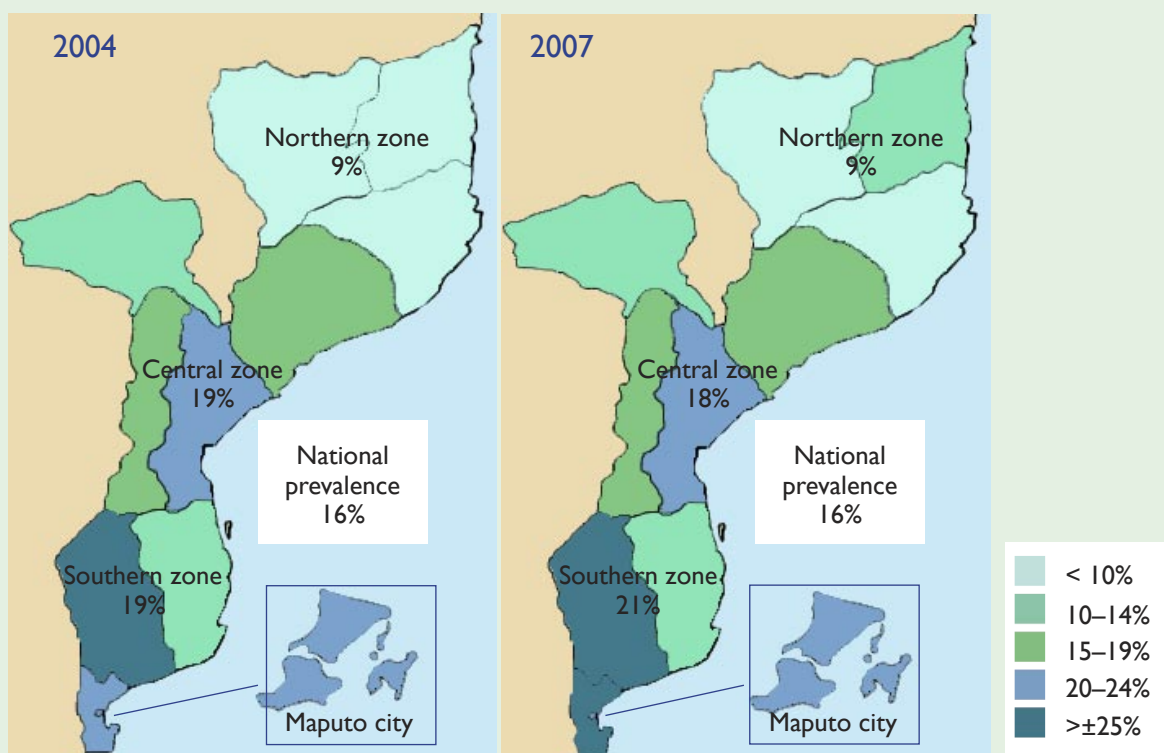 2004
Northern zone
9%
Central zone
19%
National
prevalence
16%
Southern zone
19%
Maputo city
2007
Northern zone
9%
Central zone
18%
National
prevalence
16%
Southern zone
21%
Maputo city
< 10%
10–14%
15–19%
20–24%
>±25%